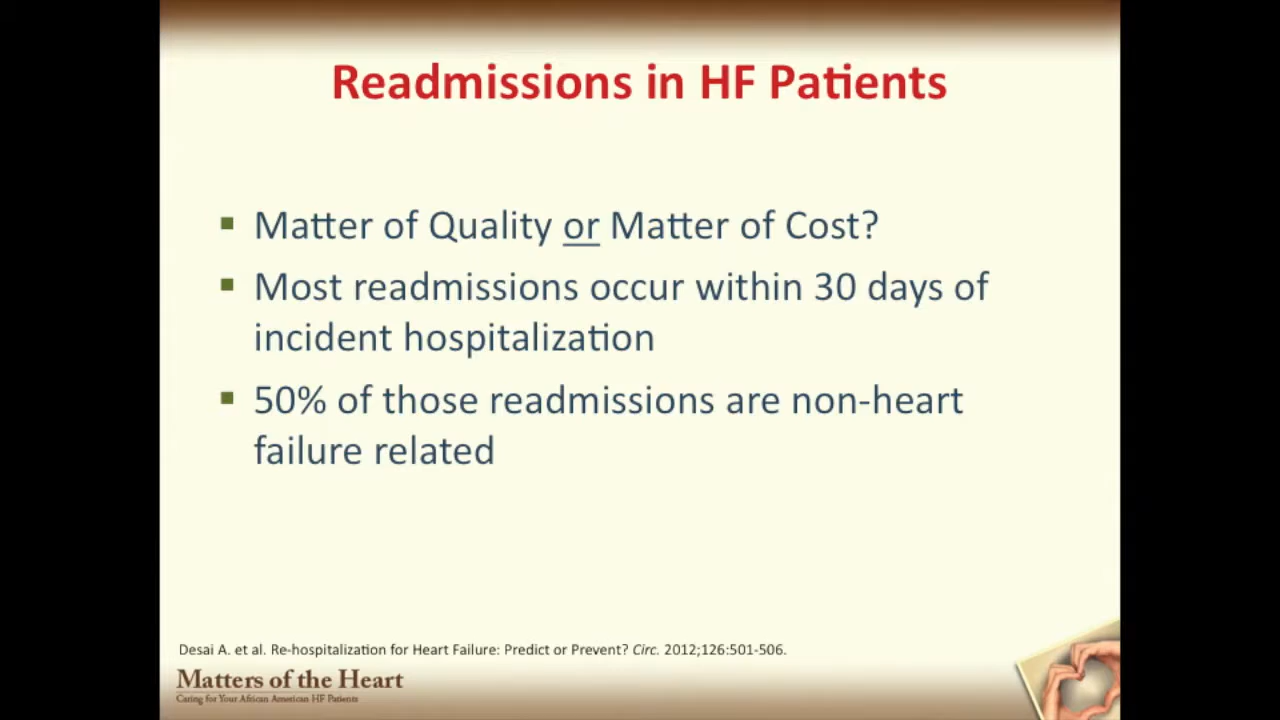 Readmissions in HF Patients
Matter of Quality or Matter of Cost?
Most readmissions occur within 30 days of
incident hospitalization
50% of those readmissions are non-heart
failure related
Desai A. et al. Re-hospitalization for Heart Failure: Predict or Prevent? Circ. 2012;126:501-506.
Matters of the Heart
Caring for Your African American HF Patients